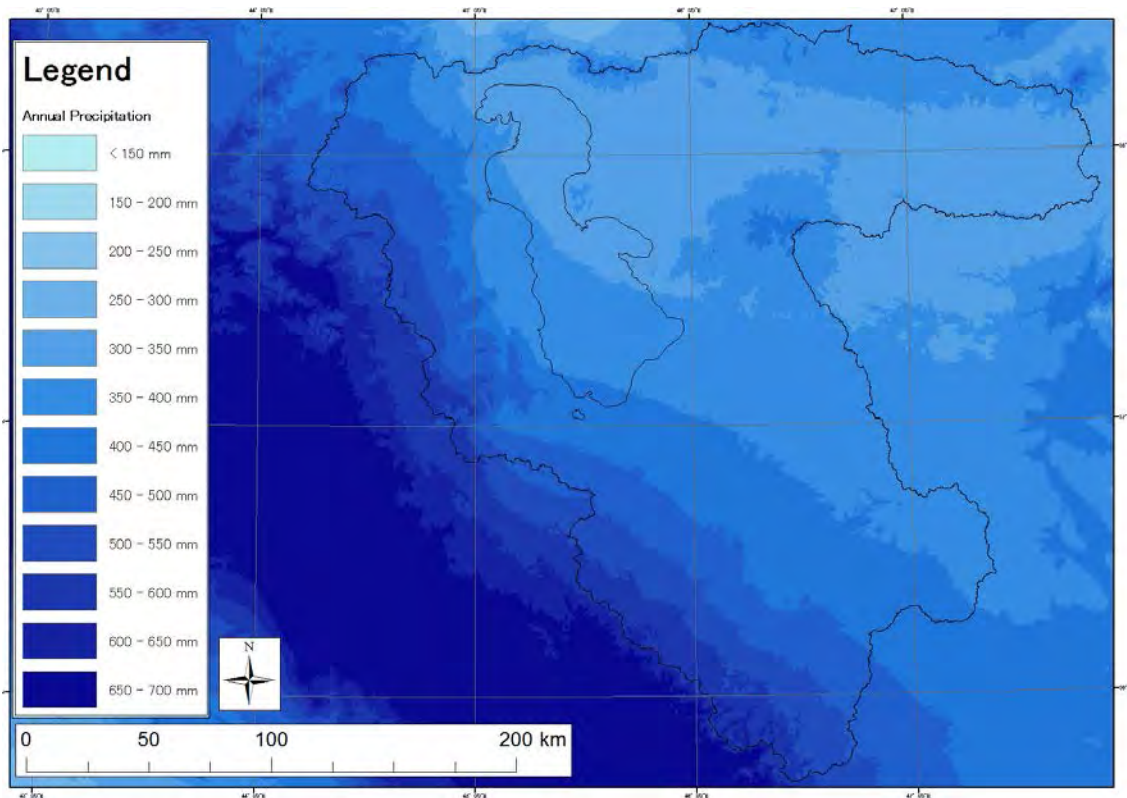 Legend
Annual Precipitation
< 150 mm
150 - 200 mm
200 - 250 mm
250 - 300 mm
300 - 350 mm
350 - 400 mm
400 - 450 mm
450 - 500 mm
500 - 550 mm
550 - 600 mm
600 - 650 mm
650 - 700 mm
N
0 50 100 200 km